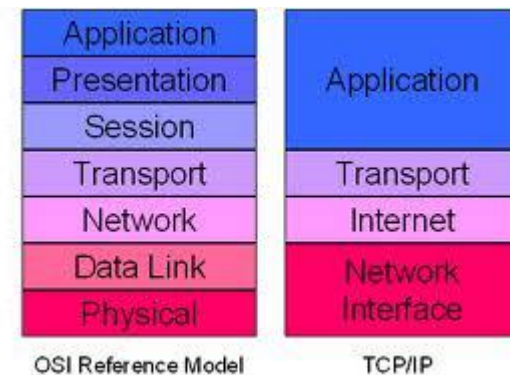 Application
Presentation
Session
Transport
Network
Data Link
Physical
OSI Reference Model
Application
Transport
Internet
Network
Interface
TCP/IP